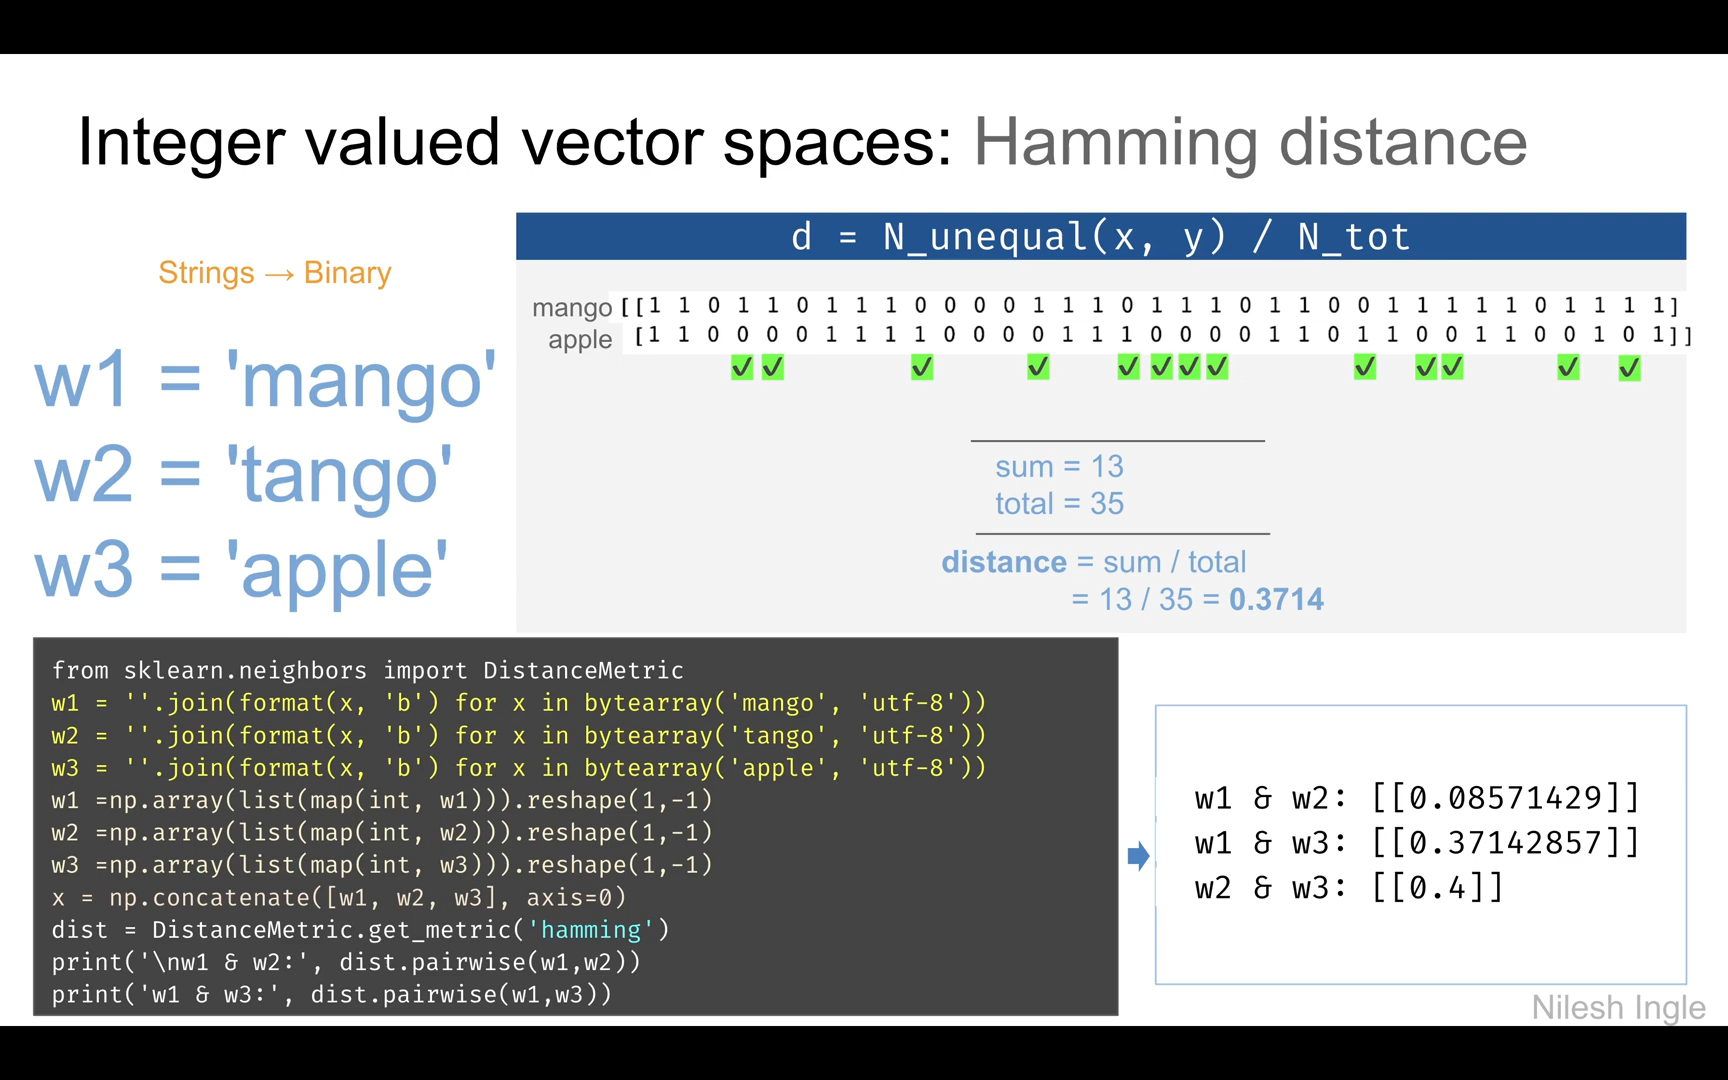 Integer valued vector spaces: Hamming distance
Strings → Binary
w1 = 'mango'
w2 = 'tango'
w3 = 'apple'
d = N_unequal(x, y) / N_tot
mango [[1 1 0 1 1 0 1 1 1 0 0 0 0 1 1 1 0 1 1 1 0 1 1 0 0 1 1 1 1 1 0 1 1 1 1]
apple [1 1 0 0 0 0 1 1 1 1 0 0 0 0 1 1 1 0 0 0 0 1 1 0 1 1 0 0 1 1 0 0 1 0 1]]
✓ ✓ ✓ ✓ ✓ ✓ ✓ ✓ ✓ ✓ ✓ ✓ ✓
sum = 13
total = 35
distance = sum / total
= 13 / 35 = 0.3714
from sklearn.neighbors import DistanceMetric
w1 = ''.join(format(x, 'b') for x in bytearray('mango', 'utf-8'))
w2 = ''.join(format(x, 'b') for x in bytearray('tango', 'utf-8'))
w3 = ''.join(format(x, 'b') for x in bytearray('apple', 'utf-8'))
w1 =np.array(list(map(int, w1))).reshape(1,-1)
w2 =np.array(list(map(int, w2))).reshape(1,-1)
w3 =np.array(list(map(int, w3))).reshape(1,-1)
x = np.concatenate([w1, w2, w3], axis=0)
dist = DistanceMetric.get_metric('hamming')
print('\nw1 & w2:', dist.pairwise(w1,w2))
print('w1 & w3:', dist.pairwise(w1,w3))
w1 & w2: [[0.08571429]]
w1 & w3: [[0.37142857]]
w2 & w3: [[0.4]]
Nilesh Ingle